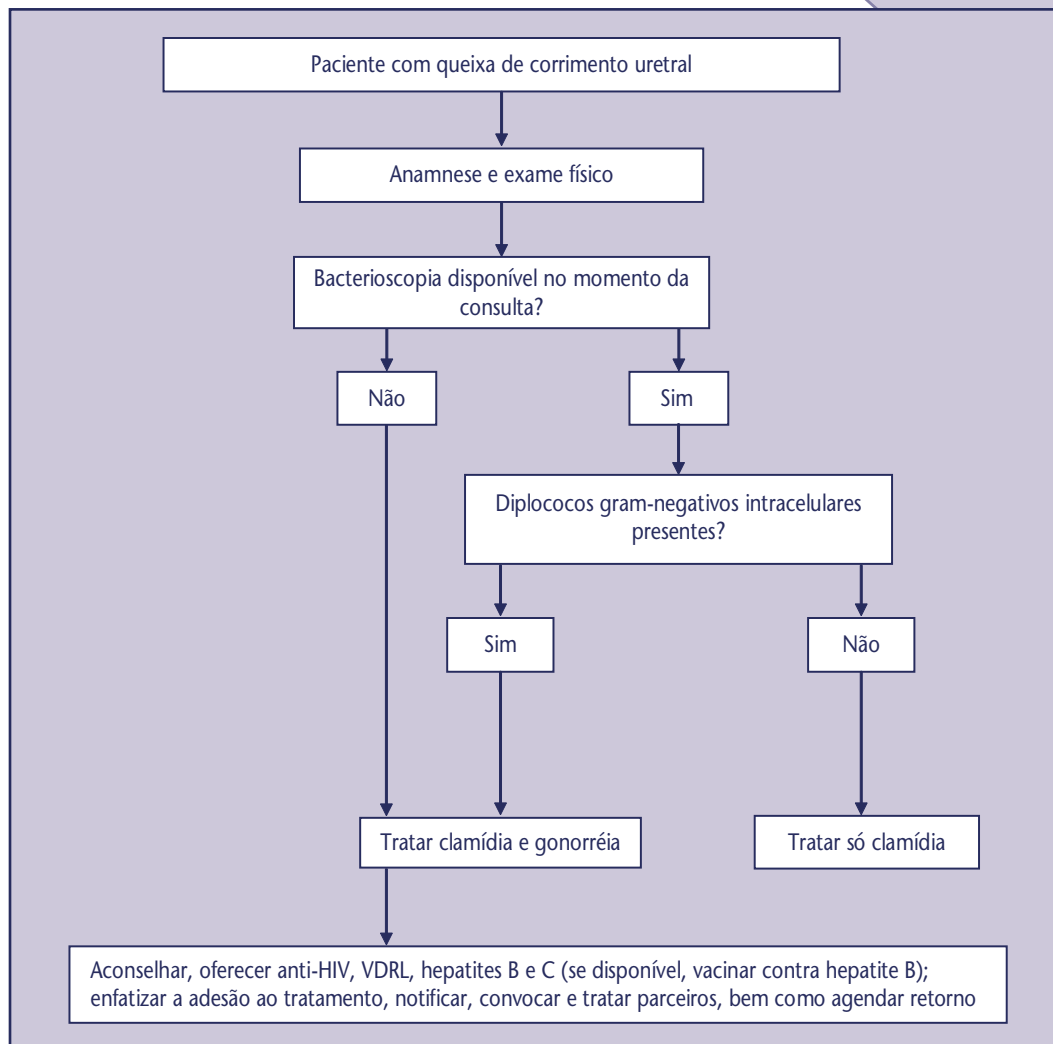 Paciente com queixa de corrimento uretral
Anamnese e exame físico
Bacterioscopia disponível no momento da
consulta?
Não
Sim
Diplococos gram-negativos intracelulares
presentes?
Sim
Não
Tratar clamídia e gonorréia
Tratar só clamídia
Aconselhar, oferecer anti-HIV, VDRL, hepatites B e C (se disponível, vacinar contra hepatite B);
enfatizar a adesão ao tratamento, notificar, convocar e tratar parceiros, bem como agendar retorno